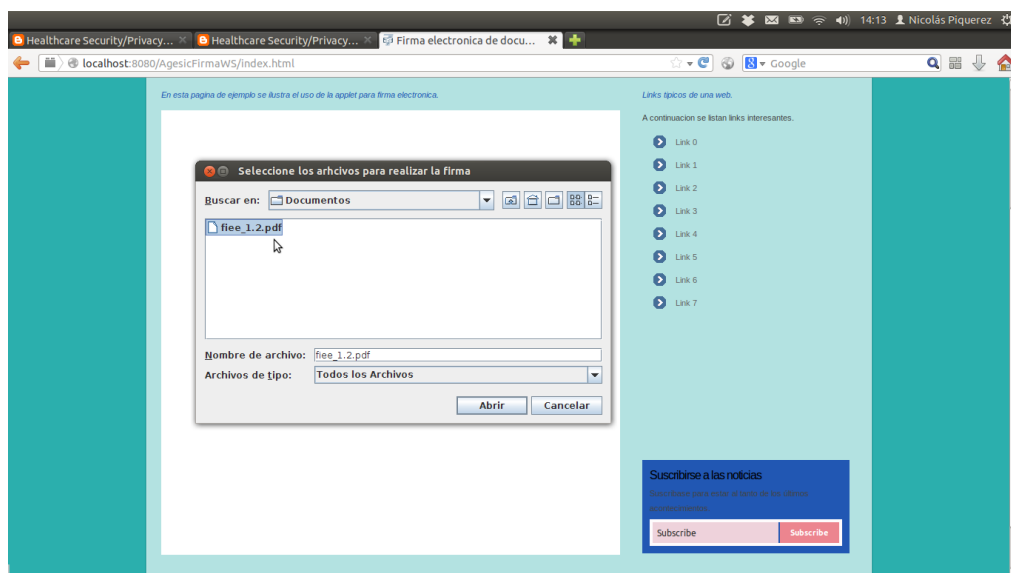 14:13 Nicolás Piquerez
Healthcare Security/Privacy... Healthcare Security/Privacy... Firma electronica de docu...
localhost:8080/AgesicFirmaWS/index.html Google
En esta pagina de ejemplo se ilustra el uso de la applet para firma electronica.
Links tipicos de una web.
A continuacion se listan links interesantes.
Link 0
Link 1
Link 2
Link 3
Link 4
Link 5
Link 6
Link 7
Seleccione los arhcivos para realizar la firma
Buscar en: Documentos
fiee_1.2.pdf
Nombre de archivo: fiee_1.2.pdf
Archivos de tipo: Todos los Archivos
Abrir Cancelar
Suscribirse a las noticias
Subscribe Subscribe